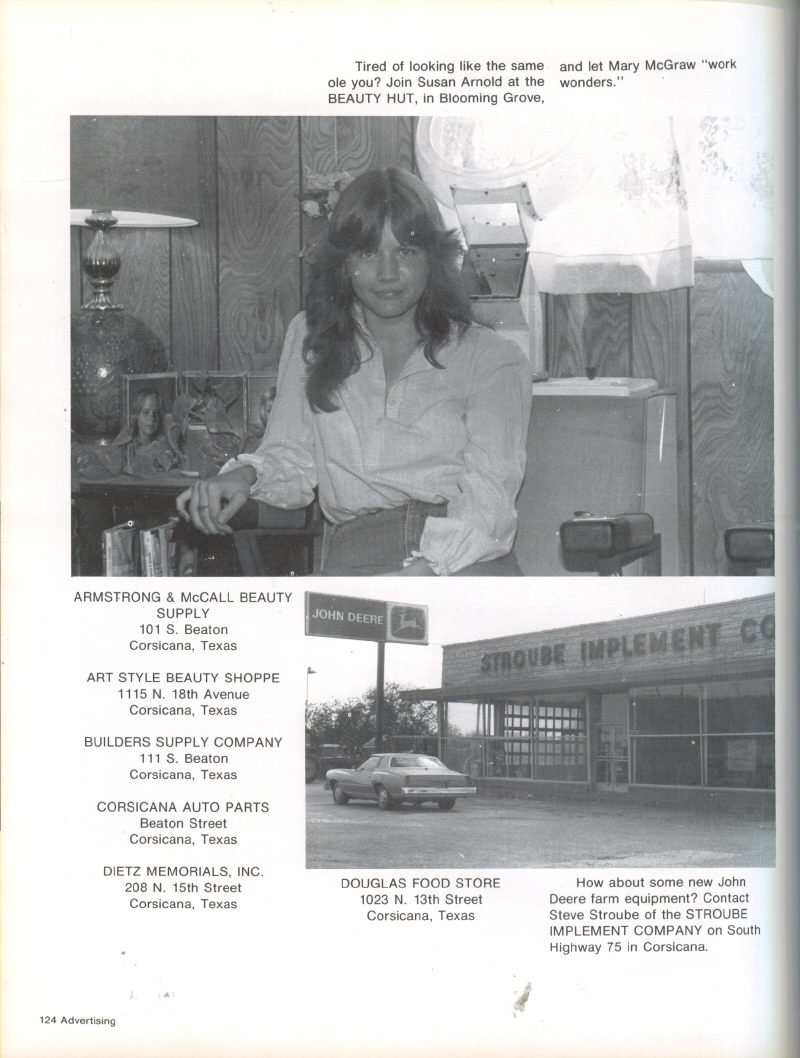 Tired of looking like the same
ole you? Join Susan Arnold at the
BEAUTY HUT, in Blooming Grove,
and let Mary McGraw “work
wonders.”
JOHN DEERE
STROUBE IMPLEMENT CO
ARMSTRONG & McCALL BEAUTY
SUPPLY
101 S. Beaton
Corsicana, Texas
ART STYLE BEAUTY SHOPPE
1115 N. 18th Avenue
Corsicana, Texas
BUILDERS SUPPLY COMPANY
111 S. Beaton
Corsicana, Texas
CORSICANA AUTO PARTS
Beaton Street
Corsicana, Texas
DIETZ MEMORIALS, INC.
208 N. 15th Street
Corsicana, Texas
DOUGLAS FOOD STORE
1023 N. 13th Street
Corsicana, Texas
How about some new John
Deere farm equipment? Contact
Steve Stroube of the STROUBE
IMPLEMENT COMPANY on South
Highway 75 in Corsicana.
124 Advertising